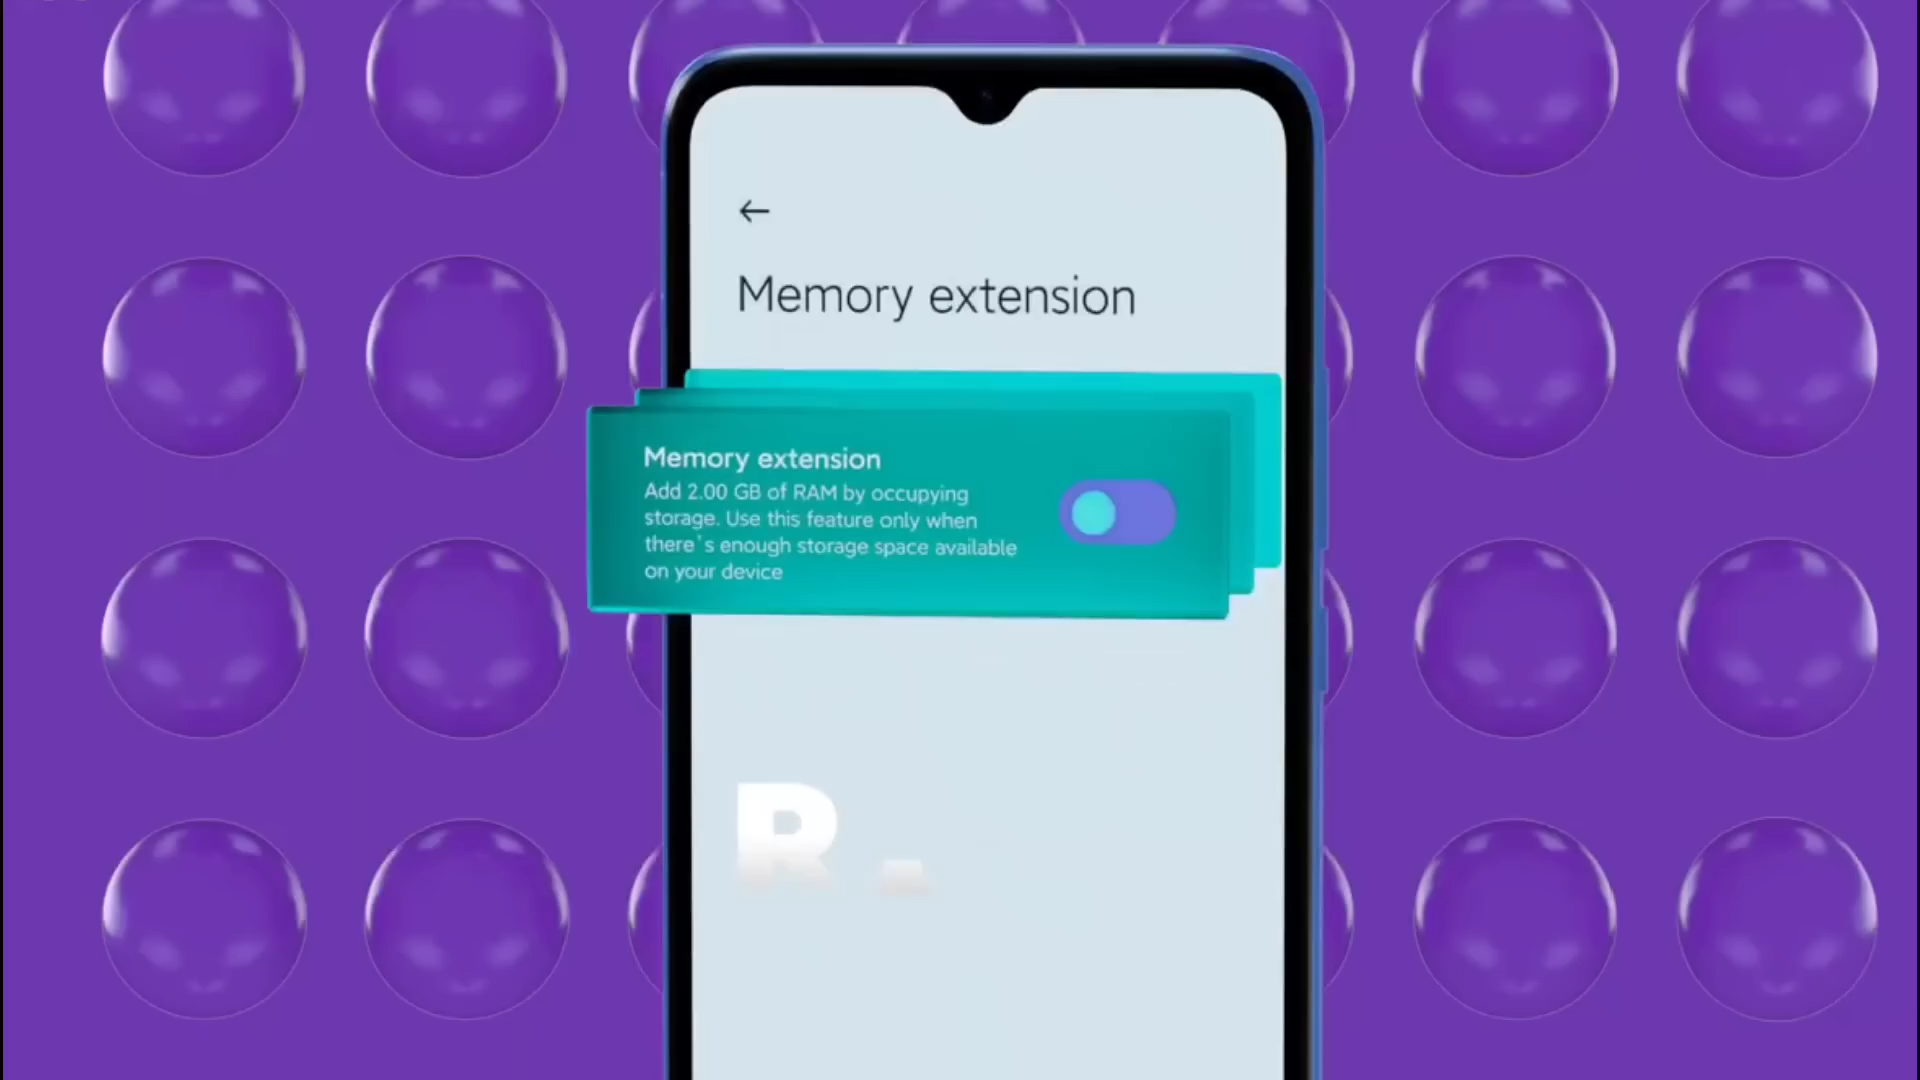 Memory extension
Memory extension
Add 2.00 GB of RAM by occupying
storage. Use this feature only when
there's enough storage space available
on your device
R .